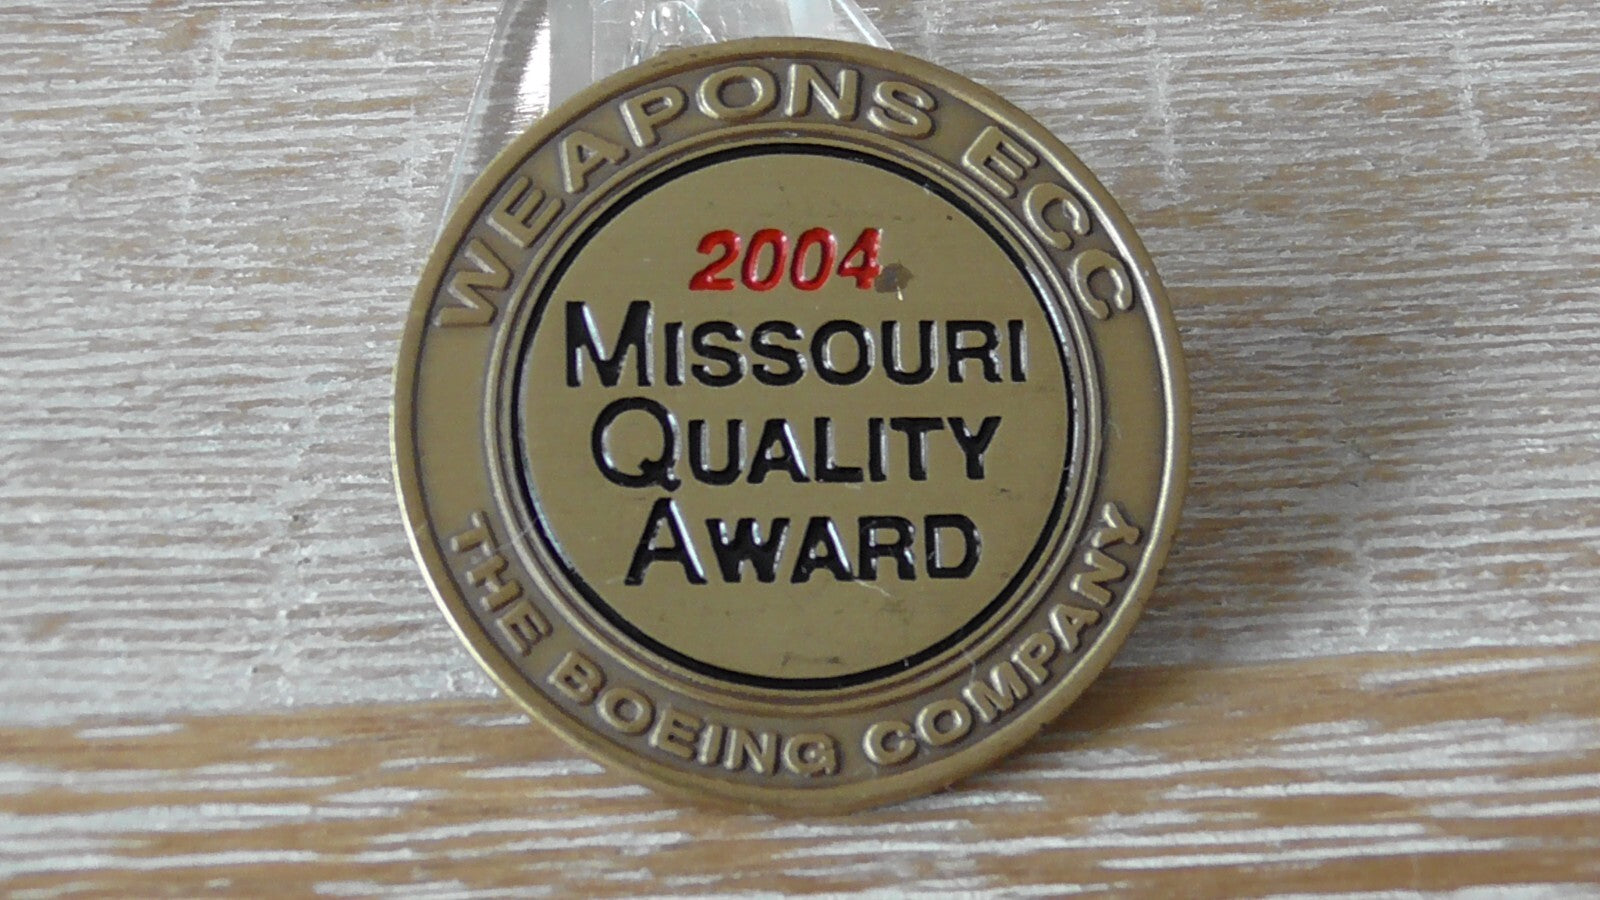 WEAPONS ECC
2004
MISSOURI
QUALITY
AWARD
THE BOEING COMPANY